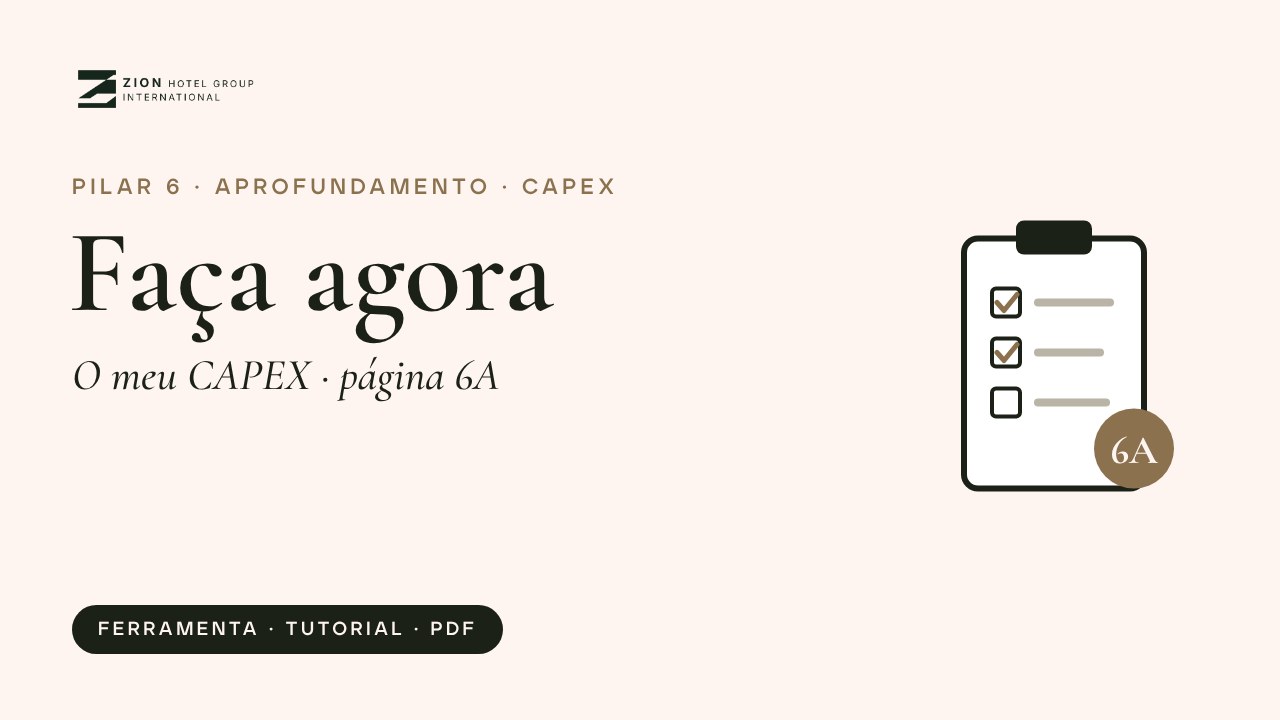 ZION HOTEL GROUP
INTERNATIONAL
PILAR 6 · APROFUNDAMENTO · CAPEX
Faça agora
O meu CAPEX · página 6A
6A
FERRAMENTA · TUTORIAL · PDF